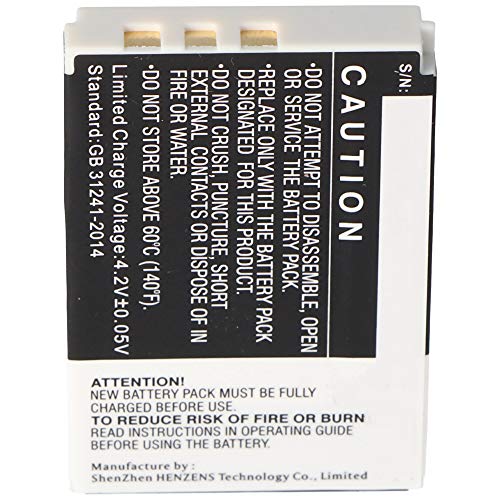 S/N:
CAUTION
•DO NOT ATTEMPT TO DISASSEMBLE, OPEN
OR SERVICE THE BATTERY PACK.
•REPLACE ONLY WITH THE BATTERY PACK
DESIGNATED FOR THIS PRODUCT.
•DO NOT CRUSH, PUNCTURE, SHORT
EXTERNAL CONTACTS OR DISPOSE OF IN
FIRE OR WATER.
•DO NOT STORE ABOVE 60°C (140°F).
Limited Charge Voltage:4.2V±0.05V
Standard:GB 31241-2014
ATTENTION!
NEW BATTERY PACK MUST BE FULLY
CHARGED BEFORE USE.
TO REDUCE RISK OF FIRE OR BURN
READ INSTRUCTIONS IN OPERATING GUIDE
BEFORE USING THE BATTERY.
Manufacture by —
ShenZhen HENZENS Technology Co., Limited